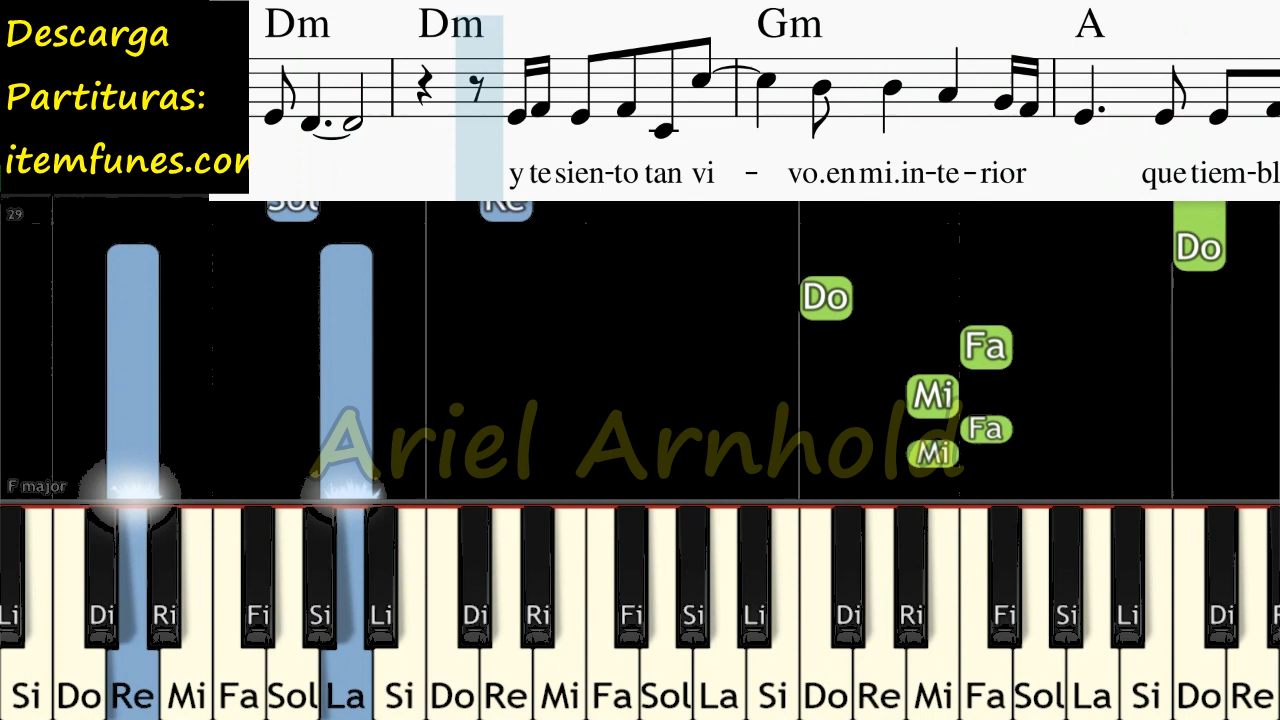 Descarga
Partituras:
itemfunes.com
Dm Dm Gm A
y te sien-to tan vi - vo.en mi.in-te-rior que tiem-bl
29
Sol Re
Do
Do
Fa
Mi
Fa
Mi
Ariel Arnhold
F major
Li Di Ri Fi Si Li Di Ri Fi Si Li Di Ri Fi Si Li Di
Si Do Re Mi Fa Sol La Si Do Re Mi Fa Sol La Si Do Re Mi Fa Sol La Si Do Re